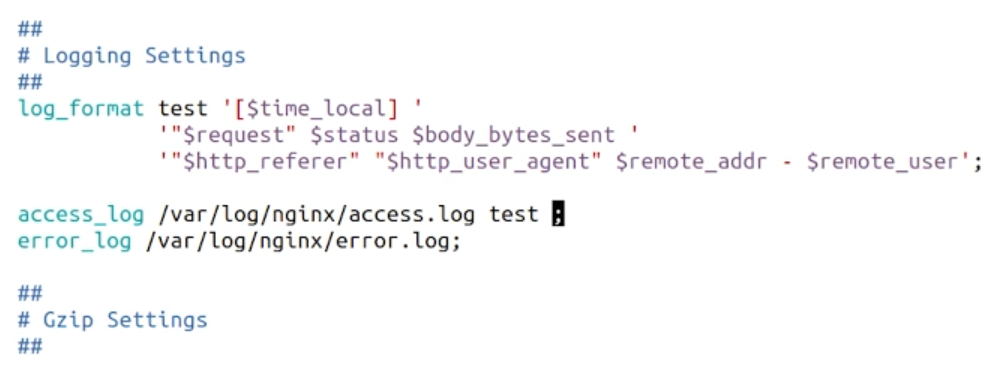 ##
# Logging Settings
##
log_format test '[$time_local] '
'"$request" $status $body_bytes_sent '
'"$http_referer" "$http_user_agent" $remote_addr - $remote_user';
access_log /var/log/nginx/access.log test ;
error_log /var/log/nginx/error.log;
##
# Gzip Settings
##